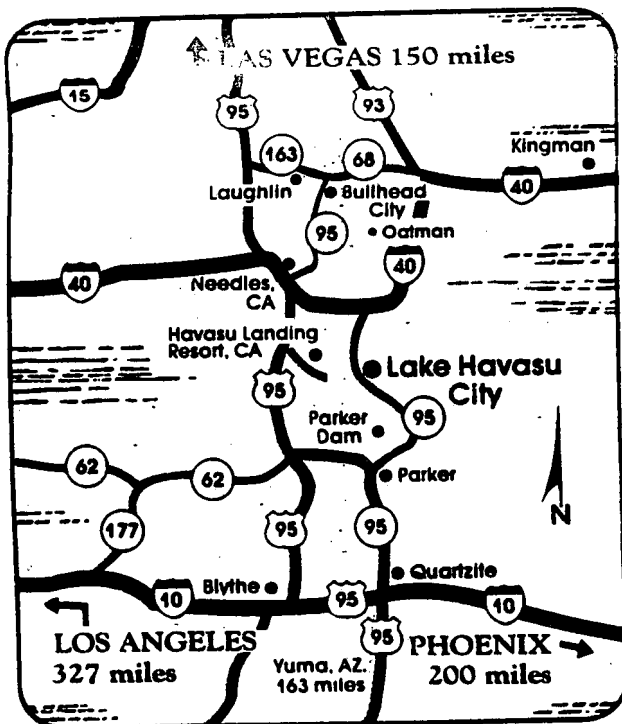 LAS VEGAS 150 miles
15
95
93
163
68
Kingman
Laughlin
Bullhead
City
40
95
Oatman
40
40
Needles,
CA
Havasu Landing
Resort, CA
Lake Havasu
City
95
95
Parker
Dam
62
62
Parker
N
177
95
95
Blythe
Quartzite
10
95
10
LOS ANGELES
327 miles
95
PHOENIX
200 miles
Yuma, AZ.
163 miles